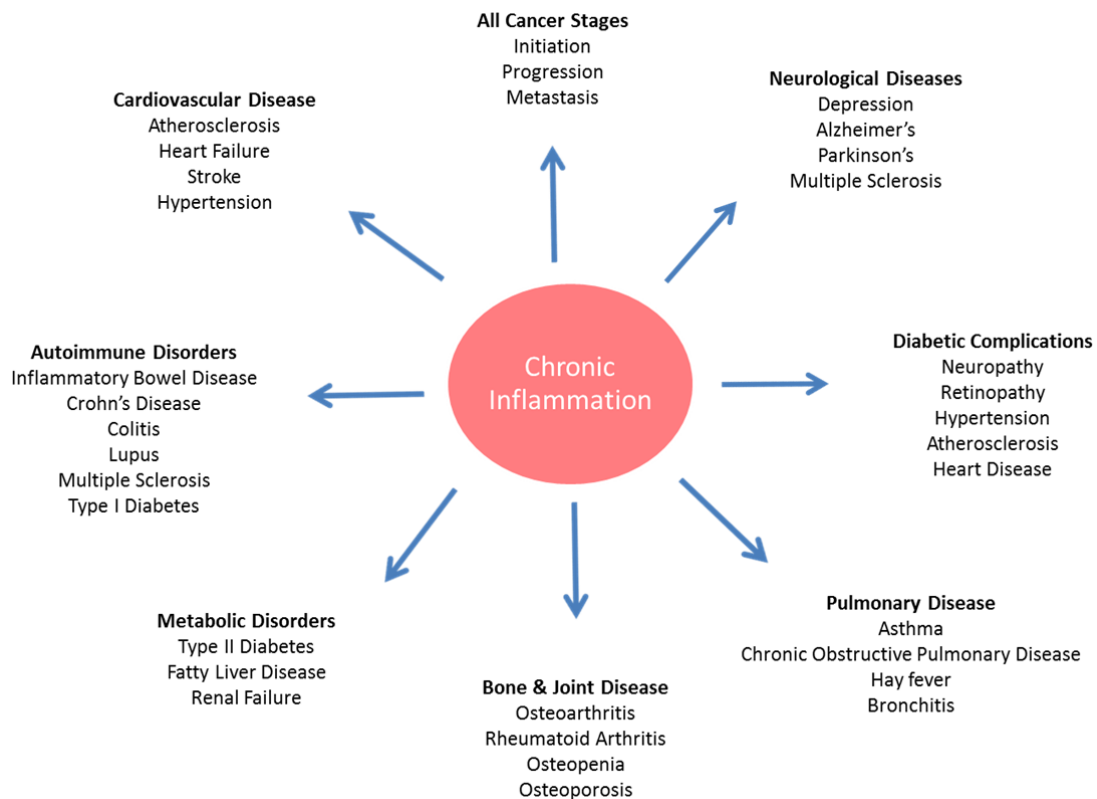 All Cancer Stages
Initiation
Progression
Metastasis
Neurological Diseases
Depression
Alzheimer’s
Parkinson’s
Multiple Sclerosis
Cardiovascular Disease
Atherosclerosis
Heart Failure
Stroke
Hypertension
Chronic
Inflammation
Diabetic Complications
Neuropathy
Retinopathy
Hypertension
Atherosclerosis
Heart Disease
Autoimmune Disorders
Inflammatory Bowel Disease
Crohn’s Disease
Colitis
Lupus
Multiple Sclerosis
Type I Diabetes
Pulmonary Disease
Asthma
Chronic Obstructive Pulmonary Disease
Hay fever
Bronchitis
Metabolic Disorders
Type II Diabetes
Fatty Liver Disease
Renal Failure
Bone & Joint Disease
Osteoarthritis
Rheumatoid Arthritis
Osteopenia
Osteoporosis